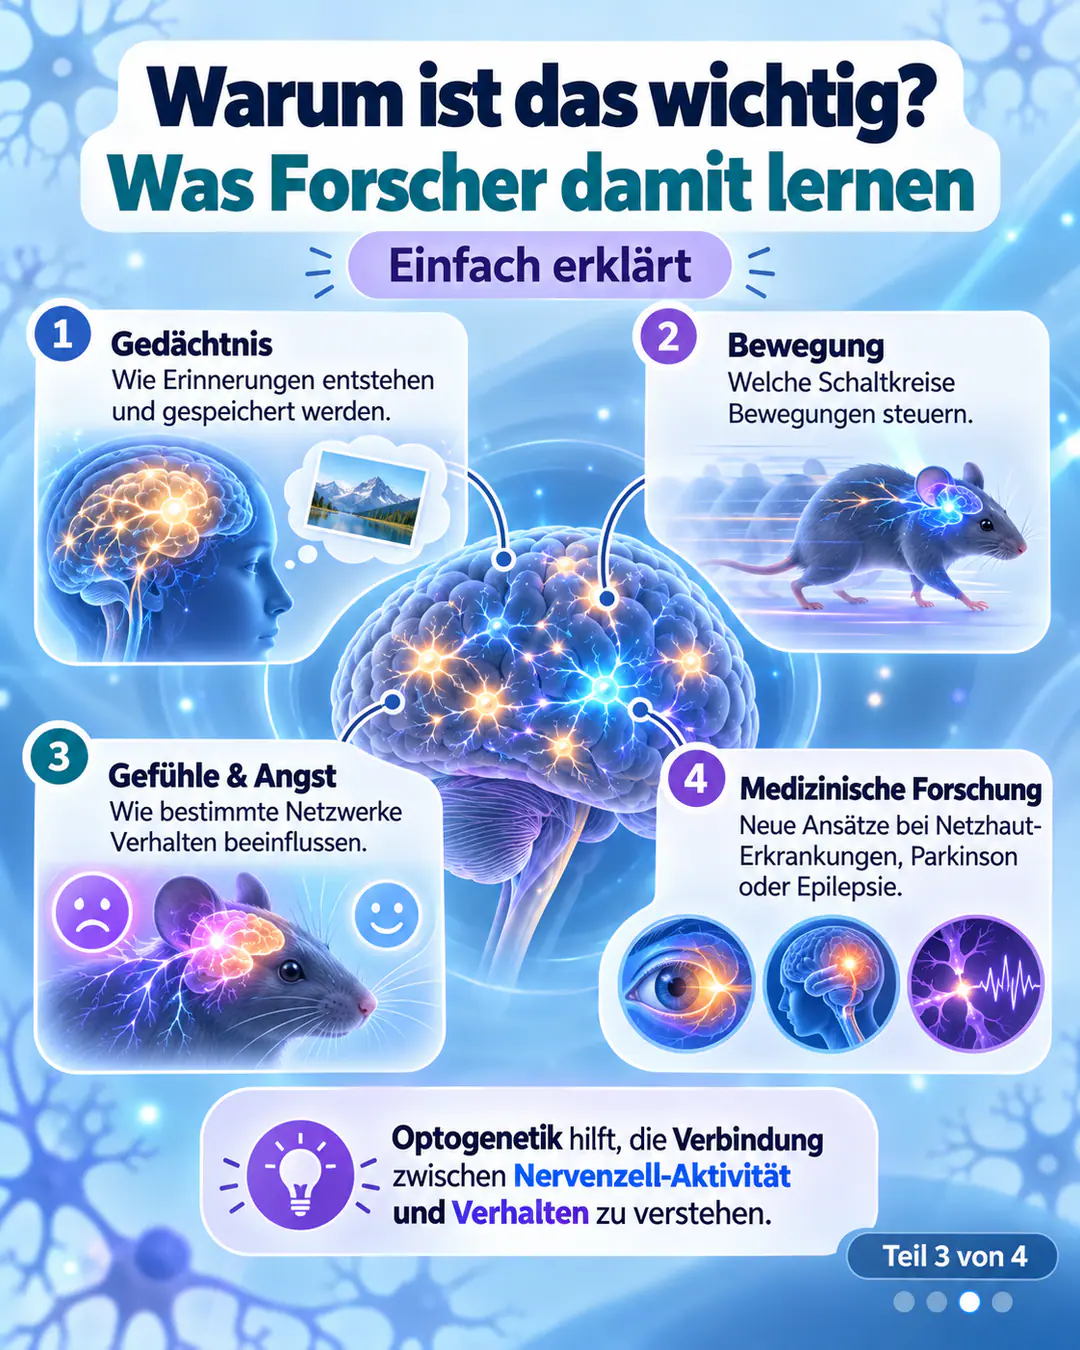 Warum ist das wichtig?
Was Forscher damit lernen
Einfach erklärt
1
Gedächtnis
Wie Erinnerungen entstehen
und gespeichert werden.
2
Bewegung
Welche Schaltkreise
Bewegungen steuern.
3
Gefühle & Angst
Wie bestimmte Netzwerke
Verhalten beeinflussen.
4
Medizinische Forschung
Neue Ansätze bei Netzhaut-
Erkrankungen, Parkinson
oder Epilepsie.
Optogenetik hilft, die Verbindung
zwischen Nervenzell-Aktivität
und Verhalten zu verstehen.
Teil 3 von 4